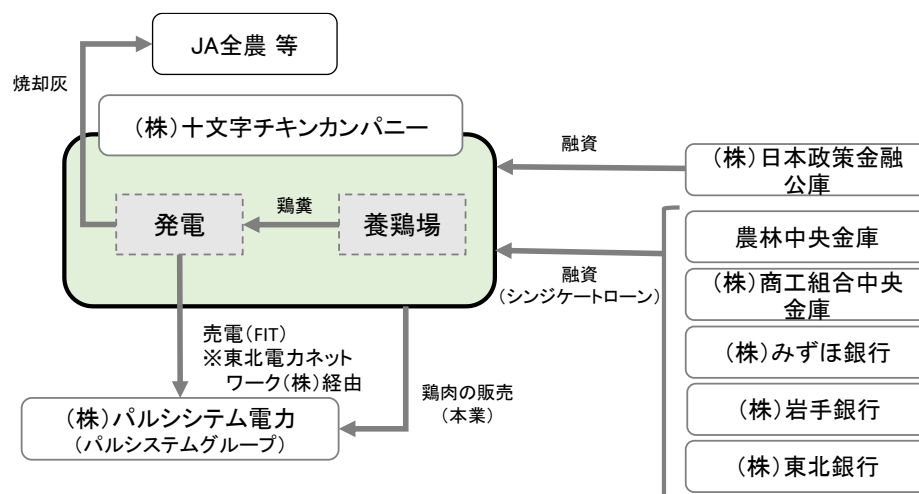 JA全農 等
焼却灰
(株)十文字チキンカンパニー
発電
鶏糞
養鶏場
融資
(株)日本政策金融
公庫
農林中央金庫
(株)商工組合中央
金庫
(株)みずほ銀行
(株)岩手銀行
(株)東北銀行
融資
(シンジケートローン)
売電(FIT)
※東北電力ネット
ワーク(株)経由
鶏肉の販売
(本業)
(株)パルシシテム電力
(パルシステムグループ)